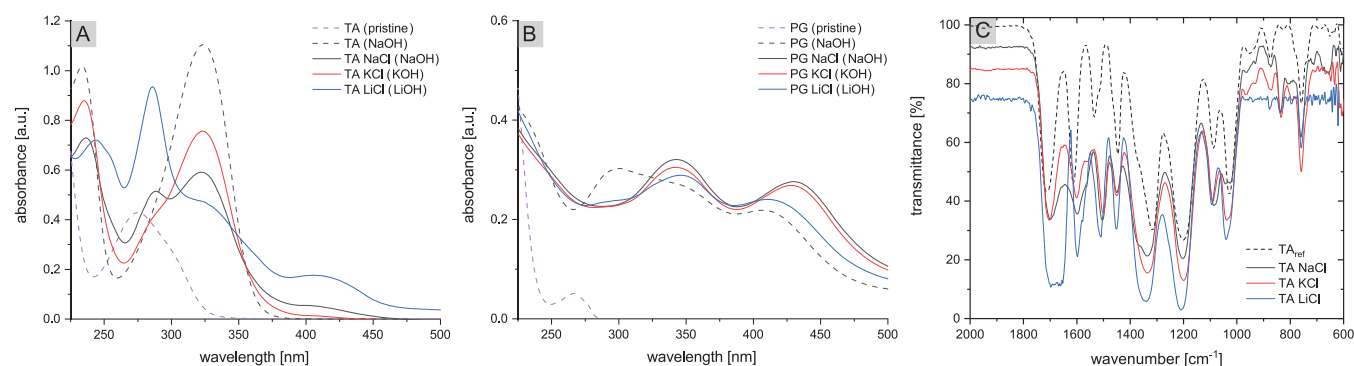 A
TA (pristine)
TA (NaOH)
TA NaCl (NaOH)
TA KCl (KOH)
TA LiCl (LiOH)
absorbance [a.u.]
1.2
1.0
0.8
0.6
0.4
0.2
0.0
250 300 350 400 450 500
wavelength [nm]
B
PG (pristine)
PG (NaOH)
PG NaCl (NaOH)
PG KCl (KOH)
PG LiCl (LiOH)
absorbance [a.u.]
0.6
0.4
0.2
0.0
250 300 350 400 450 500
wavelength [nm]
C
transmittance [%]
100
80
60
40
20
0
TAref
TA NaCl
TA KCl
TA LiCl
2000 1800 1600 1400 1200 1000 800 600
wavenumber [cm⁻¹]